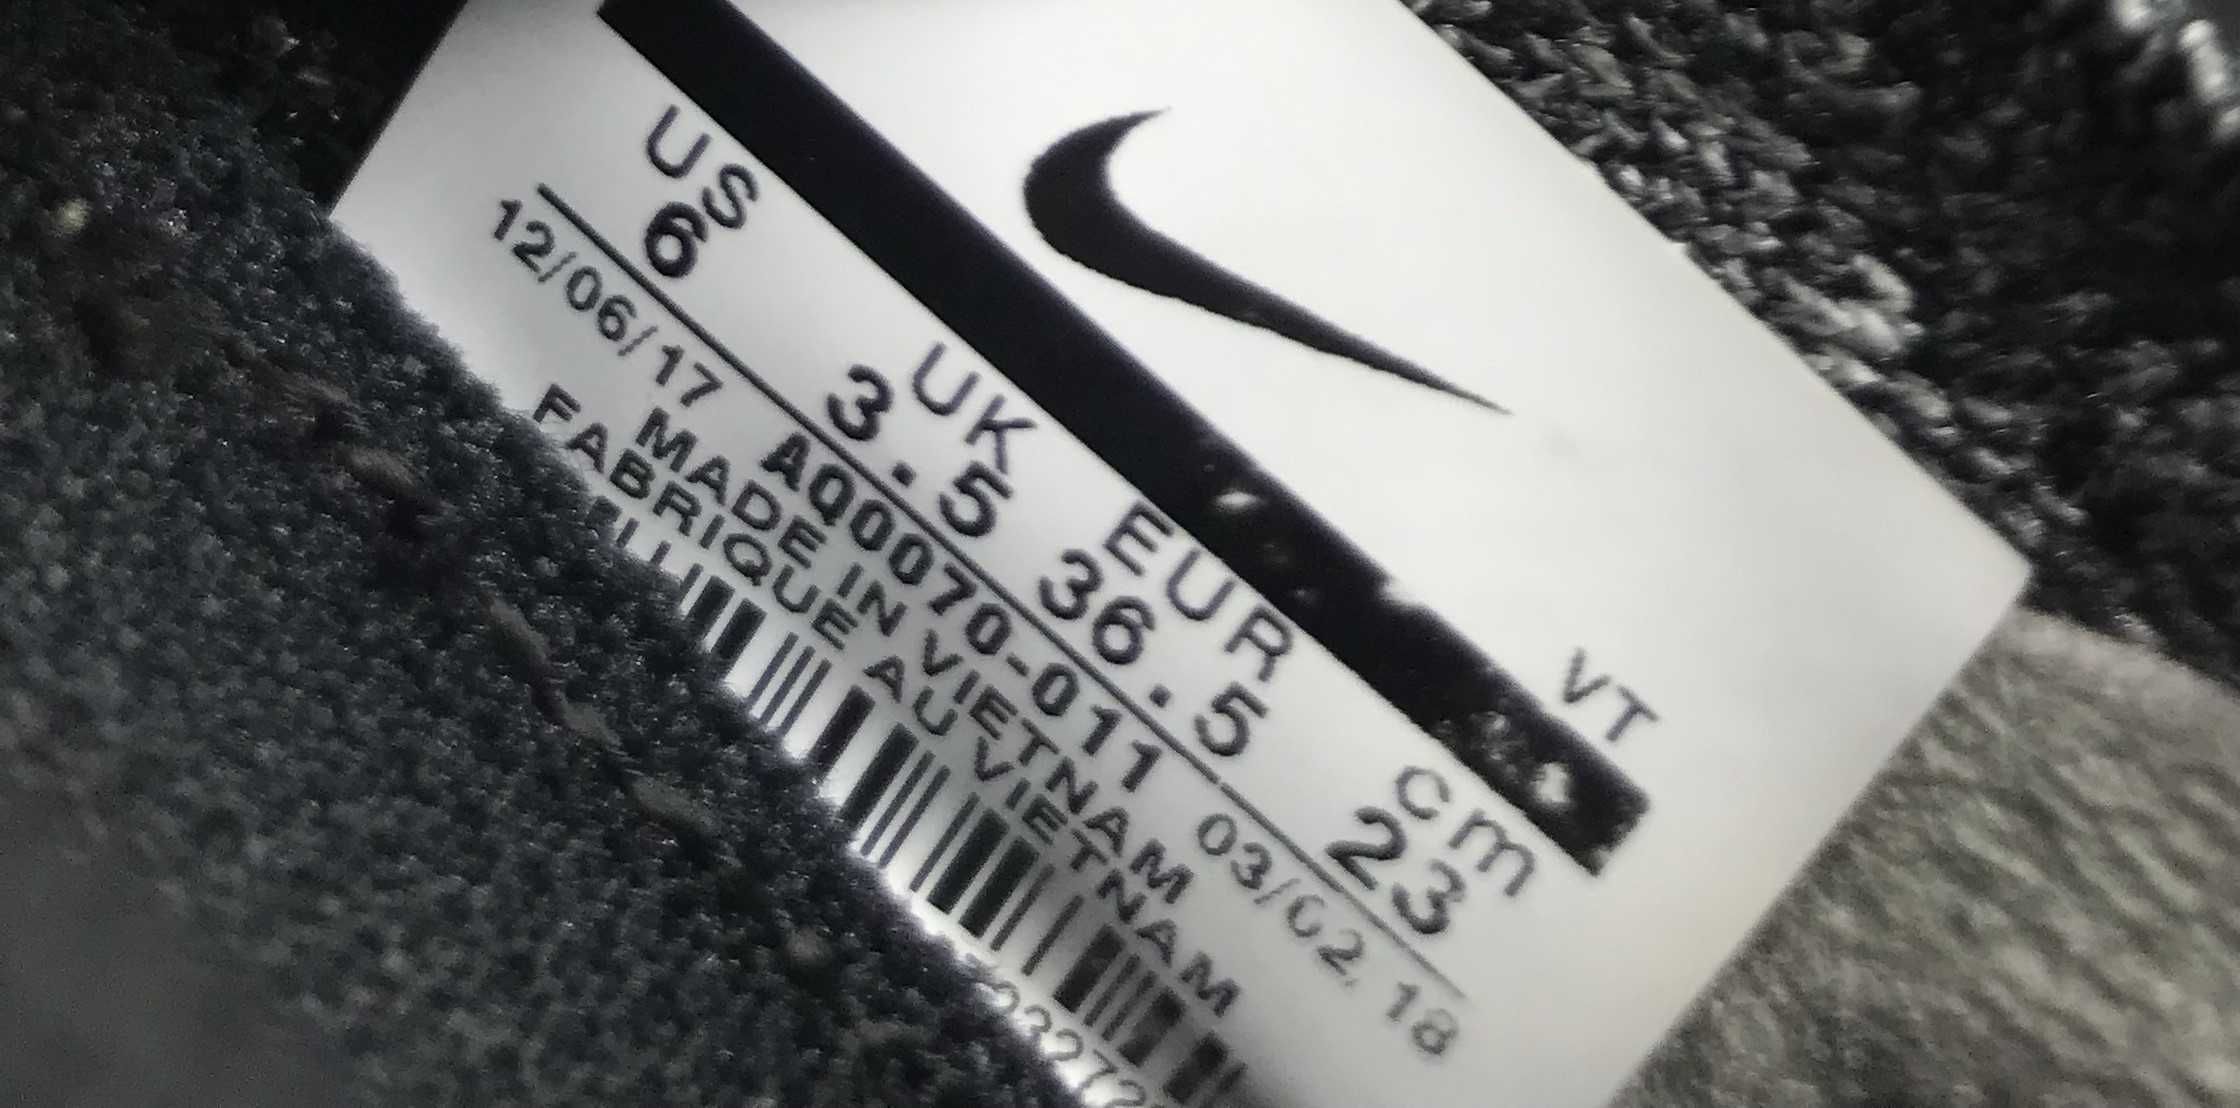 VT
US UK EUR cm
6 3.5 36.5 23
12/06/17 AQ0070-011 03/02/18
MADE IN VIETNAM
FABRIQUE AU VIETNAM